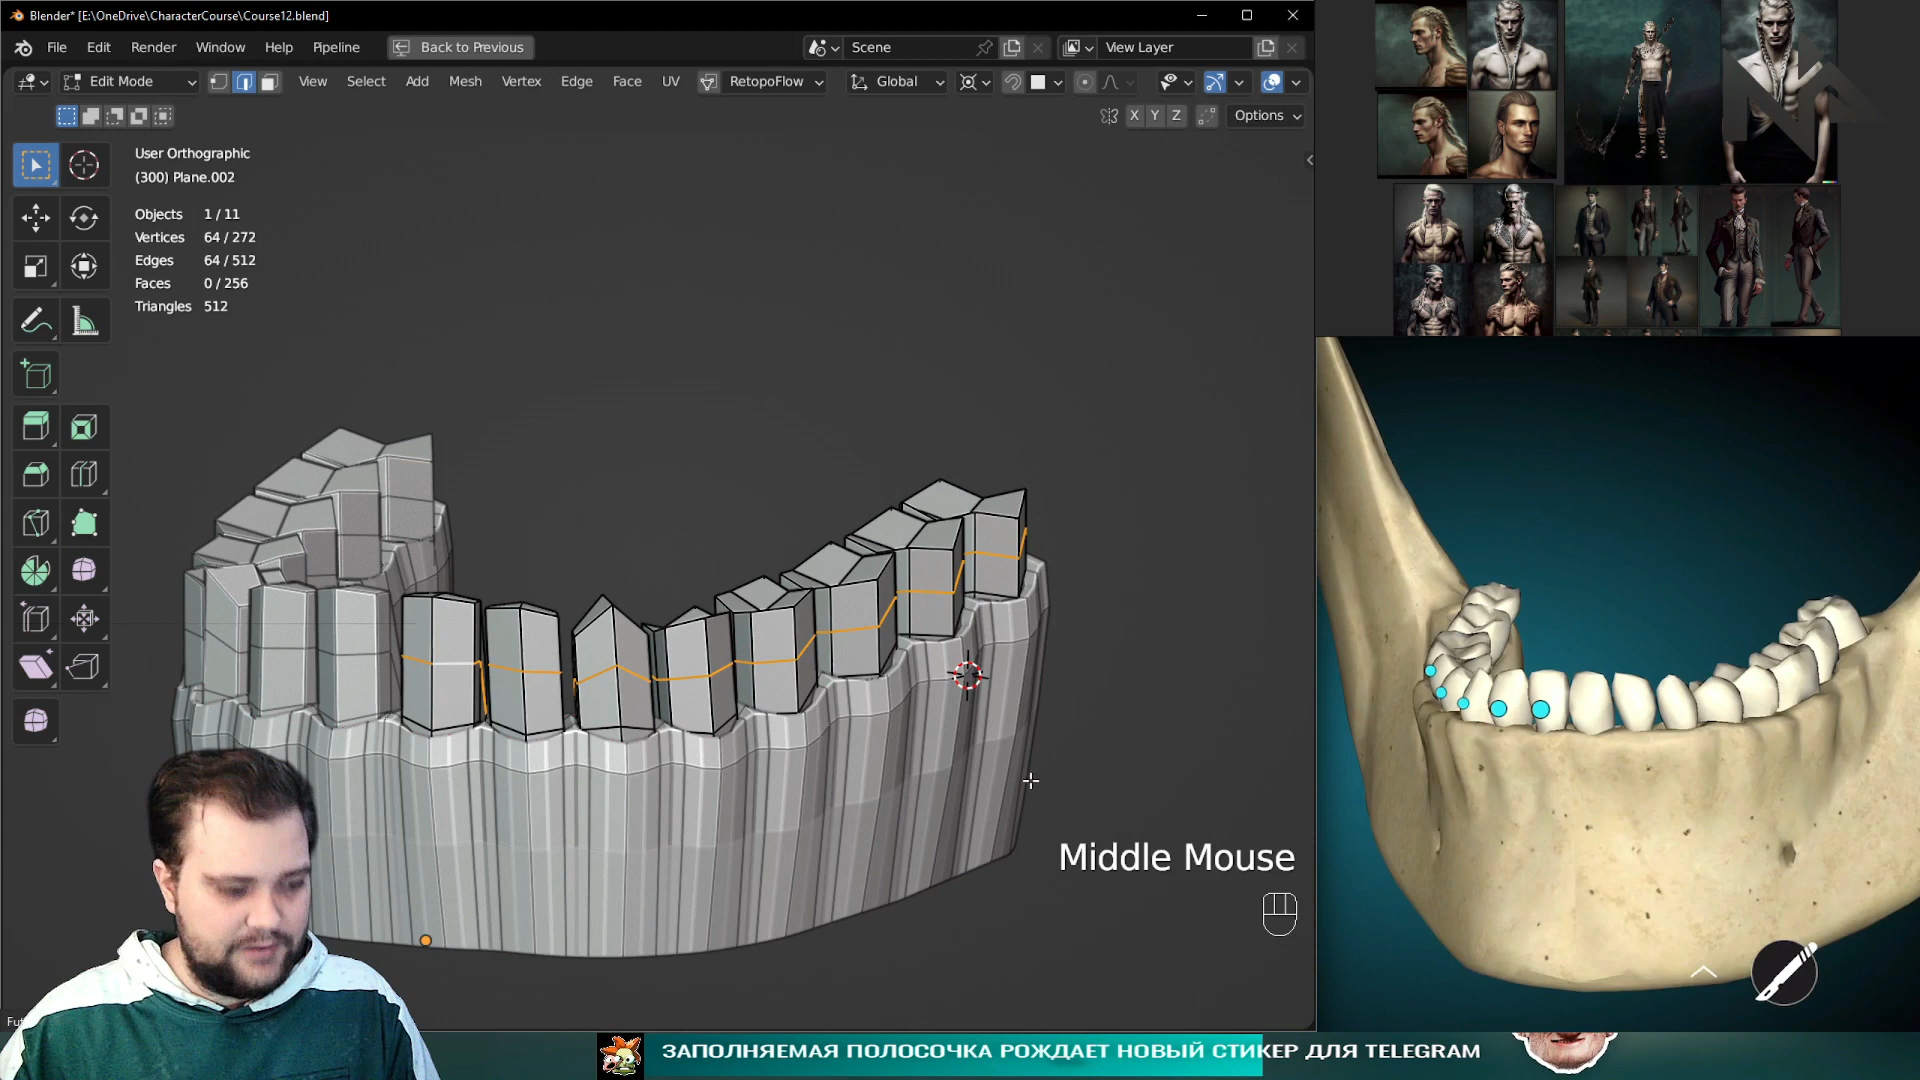 Blender* [E:\OneDrive\CharacterCourse\Course12.blend]
File Edit Render Window Help Pipeline Back to Previous Scene View Layer
Edit Mode View Select Add Mesh Vertex Edge Face UV RetopoFlow Global
X Y Z Options
User Orthographic
(300) Plane.002
Objects 1 / 11
Vertices 64 / 272
Edges 64 / 512
Faces 0 / 256
Triangles 512
Middle Mouse
ЗАПОЛНЯЕМАЯ ПОЛОСОЧКА РОЖДАЕТ НОВЫЙ СТИКЕР ДЛЯ TELEGRAM